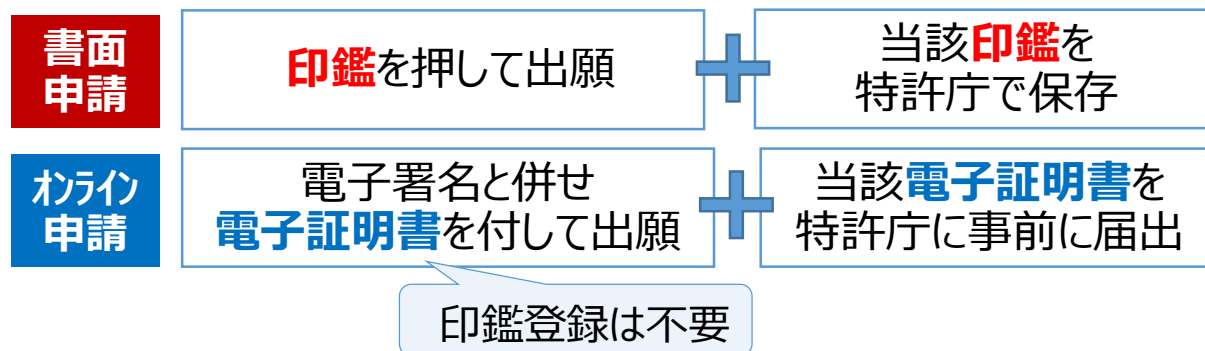 書面
申請
印鑑を押して出願
当該印鑑を
特許庁で保存
オンライン
申請
電子署名と併せ
電子証明書を付して出願
当該電子証明書を
特許庁に事前に届出
印鑑登録は不要